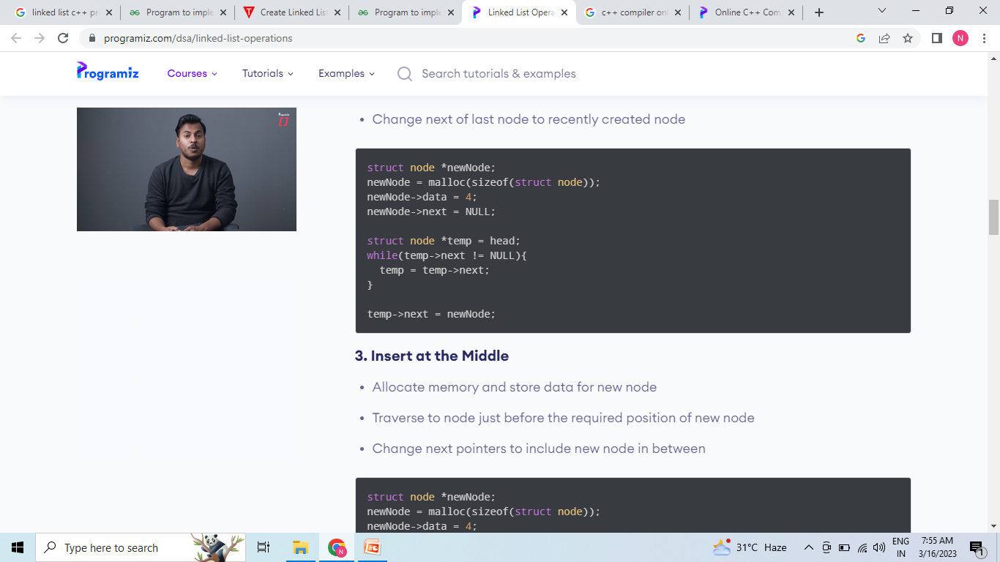 linked list c++ pr
Program to imple
Create Linked Lis
Program to imple
Linked List Opera
c++ compiler onl
Online C++ Com
programiz.com/dsa/linked-list-operations
N
Programiz
Courses
Tutorials
Examples
Search tutorials & examples
Change next of last node to recently created node
struct node *newNode;
newNode = malloc(sizeof(struct node));
newNode->data = 4;
newNode->next = NULL;
struct node *temp = head;
while(temp->next != NULL){
temp = temp->next;
}
temp->next = newNode;
3. Insert at the Middle
Allocate memory and store data for new node
Traverse to node just before the required position of new node
Change next pointers to include new node in between
struct node *newNode;
newNode = malloc(sizeof(struct node));
newNode->data = 4;
Type here to search
N
31°C Haze
ENG
IN
7:55 AM
3/16/2023
1